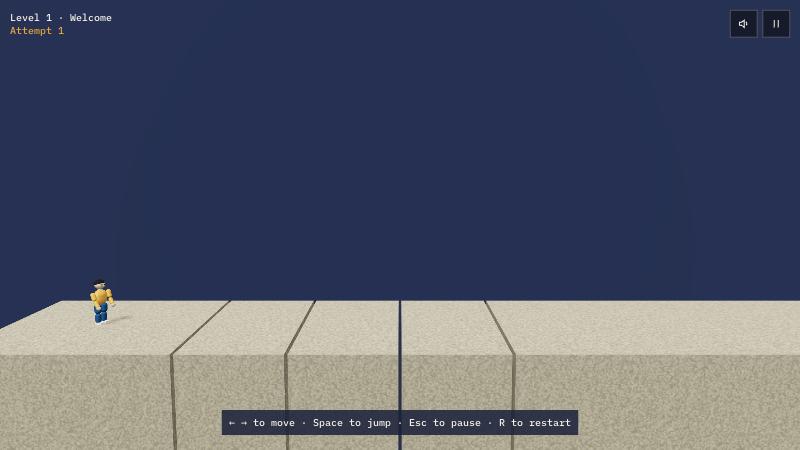 Level 1 · Welcome
Attempt 1
← → to move · Space to jump · Esc to pause · R to restart